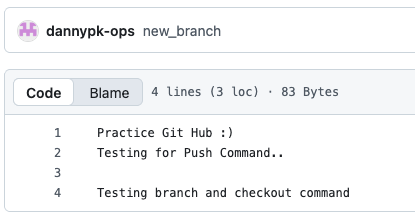 dannypk-ops new_branch
Code Blame 4 lines (3 loc) · 83 Bytes
1 Practice Git Hub :)
2 Testing for Push Command..
3
4 Testing branch and checkout command